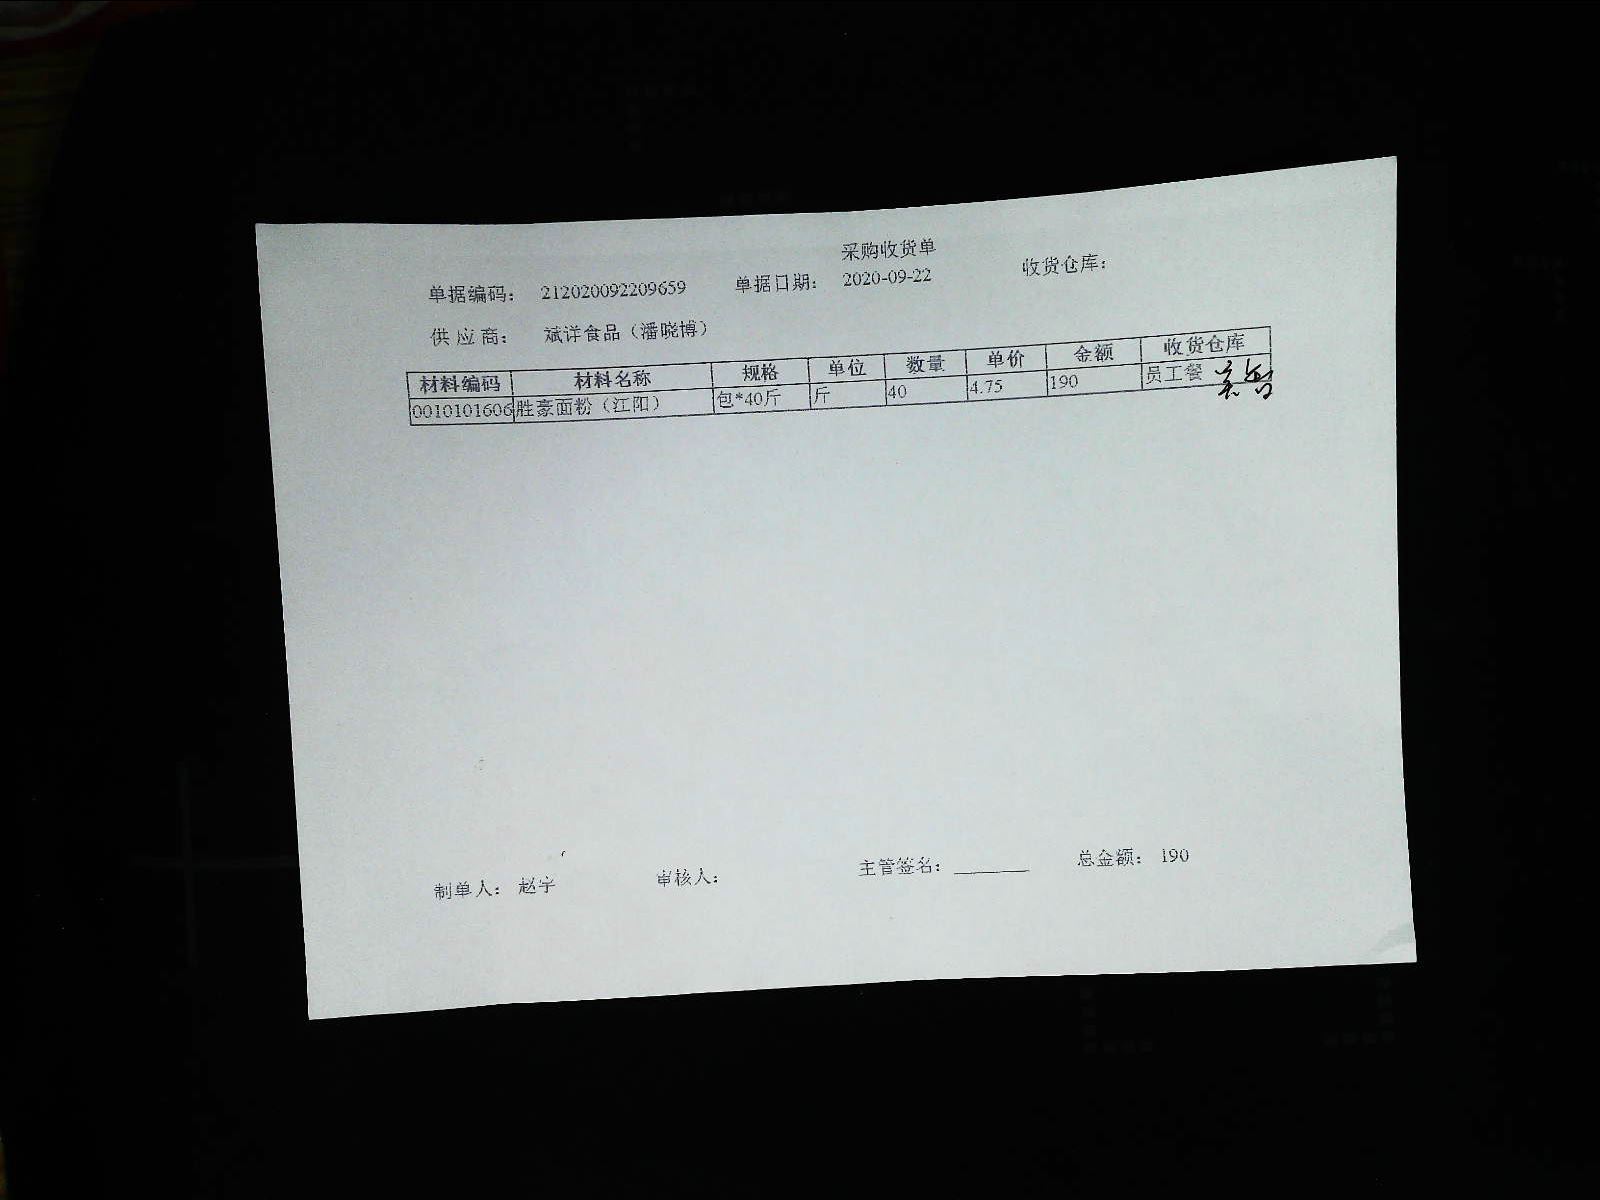 采购收货单
单据编码： 212020092209659 单据日期： 2020-09-22 收货仓库：
供应商： 斌洋食品（潘晓博）
材料编码 材料名称 规格 单位 数量 单价 金额 收货仓库
0010101606 胜豪面粉（江阳） 包*40斤 斤 40 4.75 190 员工餐
制单人： 赵宇 审核人： 主管签名： 总金额： 190